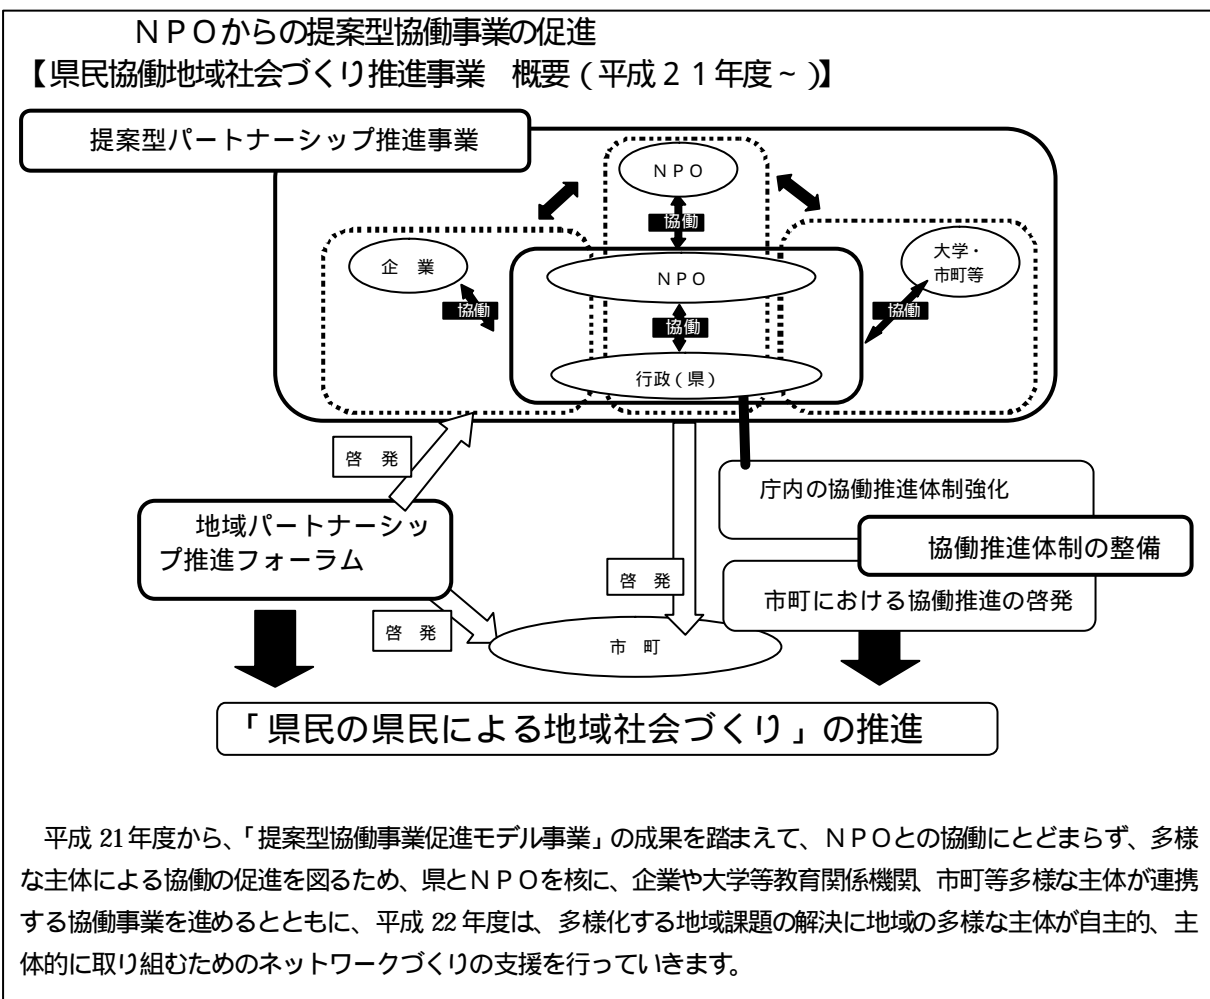 ＮＰＯからの提案型協働事業の促進
【県民協働地域社会づくり推進事業　概要（平成２１年度～）】
提案型パートナーシップ推進事業
ＮＰＯ
協働
企　業
大学・
市町等
ＮＰＯ
協働
協働
協働
行政（県）
啓　発
庁内の協働推進体制強化
地域パートナーシッ
プ推進フォーラム
協働推進体制の整備
啓　発
市町における協働推進の啓発
啓　発
市　町
「県民の県民による地域社会づくり」の推進
平成 21年度から、「提案型協働事業促進モデル事業」の成果を踏まえて、ＮＰＯとの協働にとどまらず、多様
な主体による協働の促進を図るため、県とＮＰＯを核に、企業や大学等教育関係機関、市町等多様な主体が連携
する協働事業を進めるとともに、平成 22 年度は、多様化する地域課題の解決に地域の多様な主体が自主的、主
体的に取り組むためのネットワークづくりの支援を行っていきます。